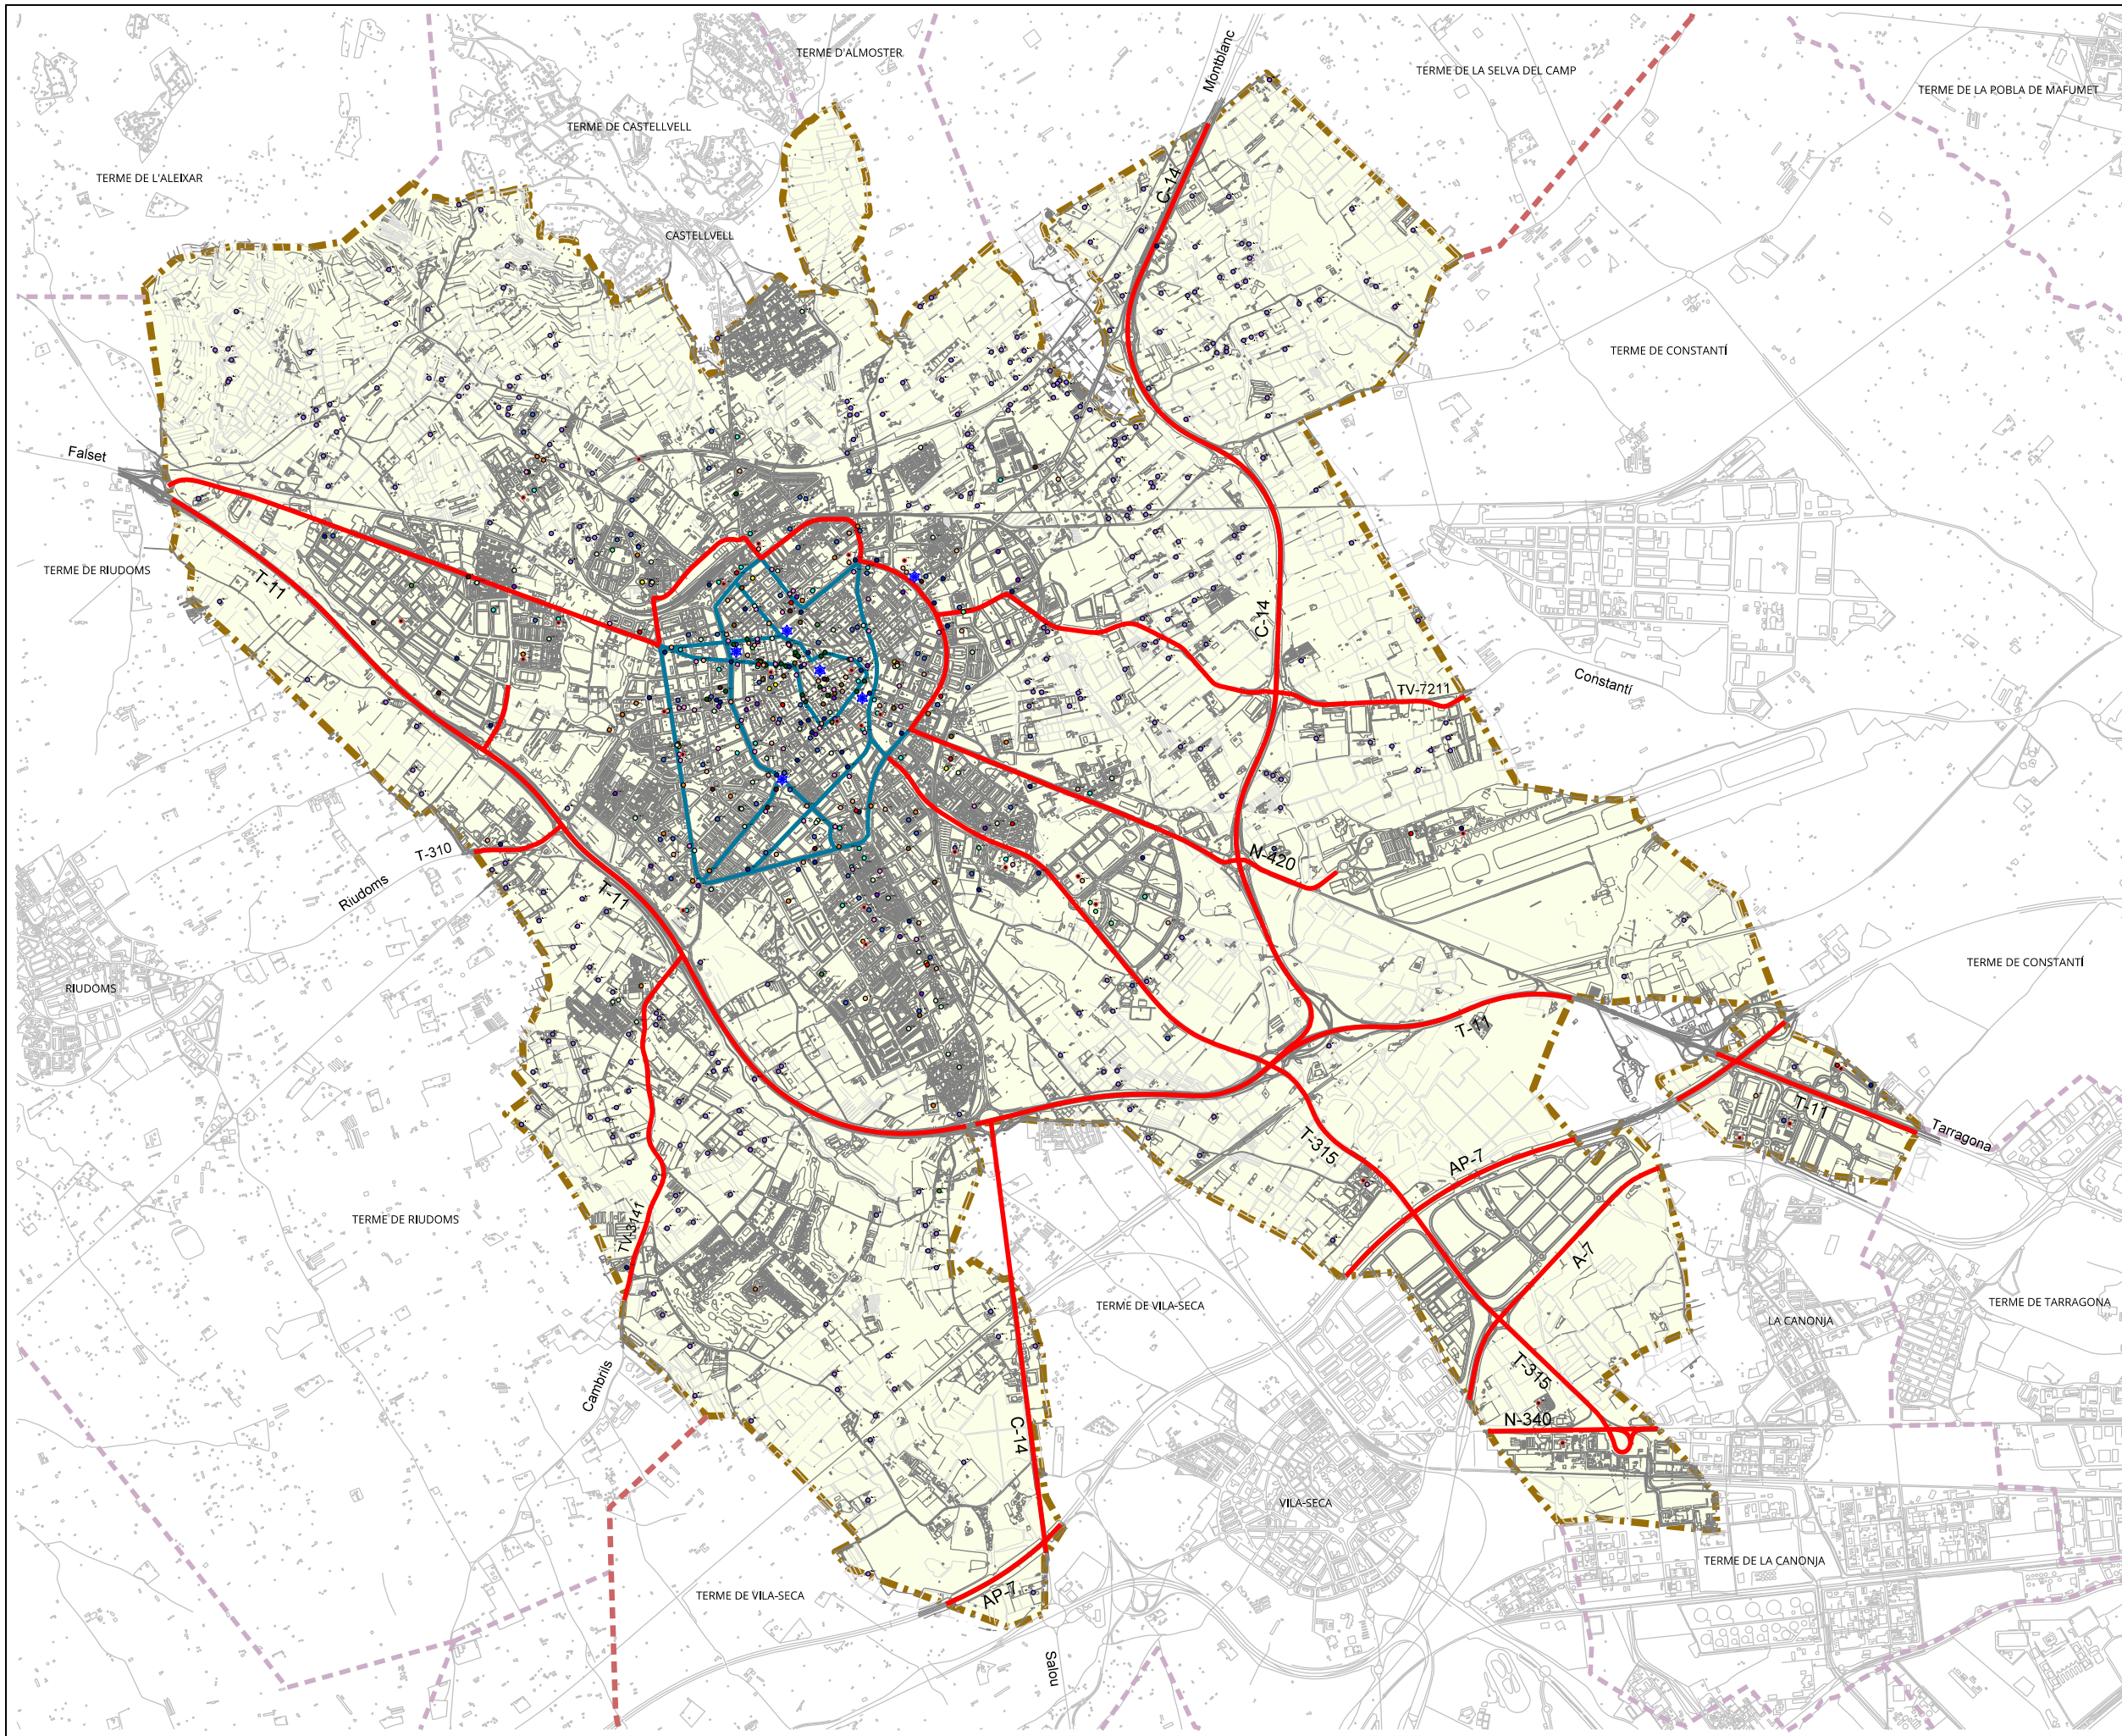 Montblanc
TERME D'ALMOSTER
TERME DE LA SELVA DEL CAMP
TERME DE LA POBLA DE MAFUMET
TERME DE CASTELLVELL
TERME DE L'ALEIXAR
C-14
CASTELLVELL
TERME DE CONSTANTÍ
Falset
TERME DE RIUDOMS
T-11
C-14
Constantí
TV-7211
T-310
N-420
Riudoms
T-11
RIUDOMS
TERME DE CONSTANTÍ
T-11
T-11
Tarragona
T-315
AP-7
TERME DE RIUDOMS
TV-3141
A-7
TERME DE VILA-SECA
TERME DE TARRAGONA
LA CANONJA
Cambrils
T-315
N-340
C-14
VILA-SECA
TERME DE LA CANONJA
TERME DE VILA-SECA
AP-7
Salou